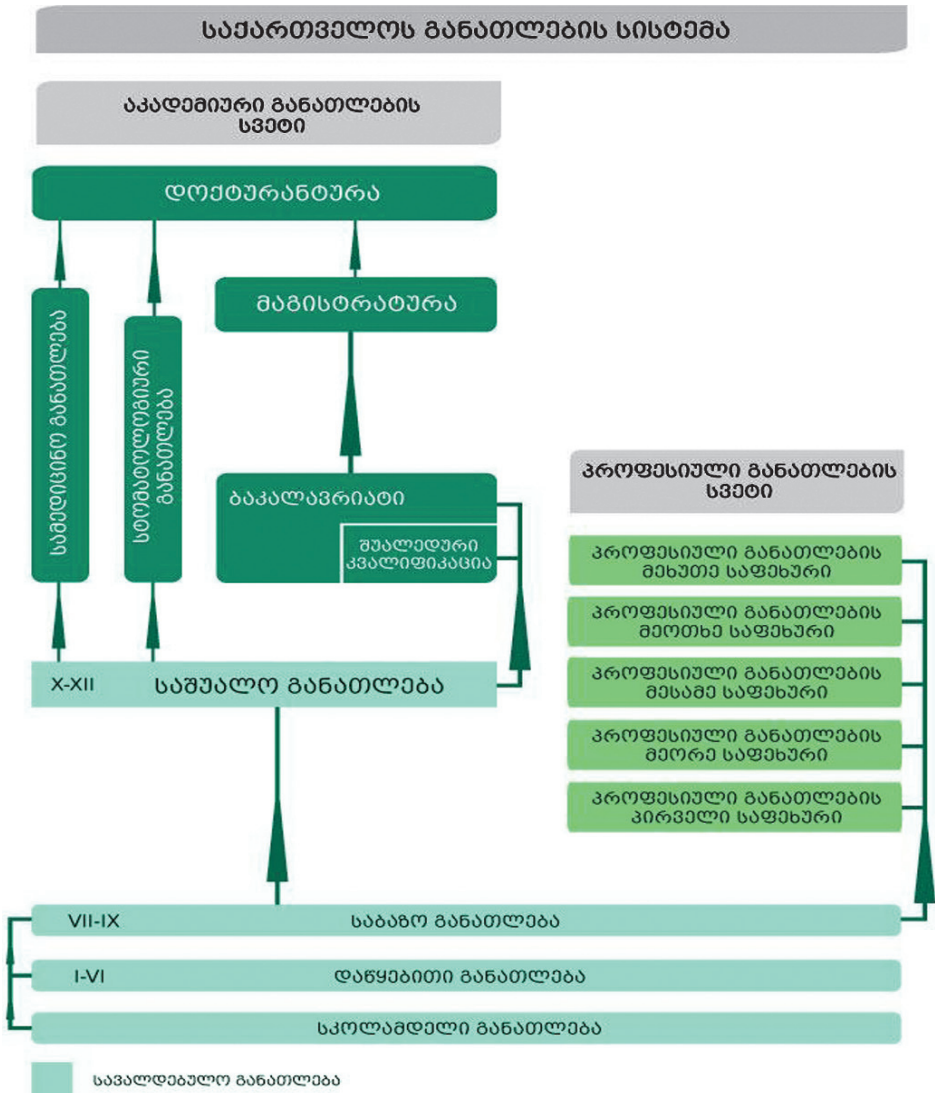 საქართველოს განათლების სისტემა
აკადემიური განათლების
სვეტი
დოქტურანტურა
მაგისტრატურა
სამედიცინო განათლება
სტომატოლოგიური
განათლება
ბაკალავრიატი
შუალედური
კვალიფიკაცია
X-XII საშუალო განათლება
პროფესიული განათლების
სვეტი
პროფესიული განათლების
მეხუთე საფეხური
პროფესიული განათლების
მეოთხე საფეხური
პროფესიული განათლების
მესამე საფეხური
პროფესიული განათლების
მეორე საფეხური
პროფესიული განათლების
პირველი საფეხური
VII-IX საბაზო განათლება
I-VI დაწყებითი განათლება
სკოლამდელი განათლება
სავალდებულო განათლება